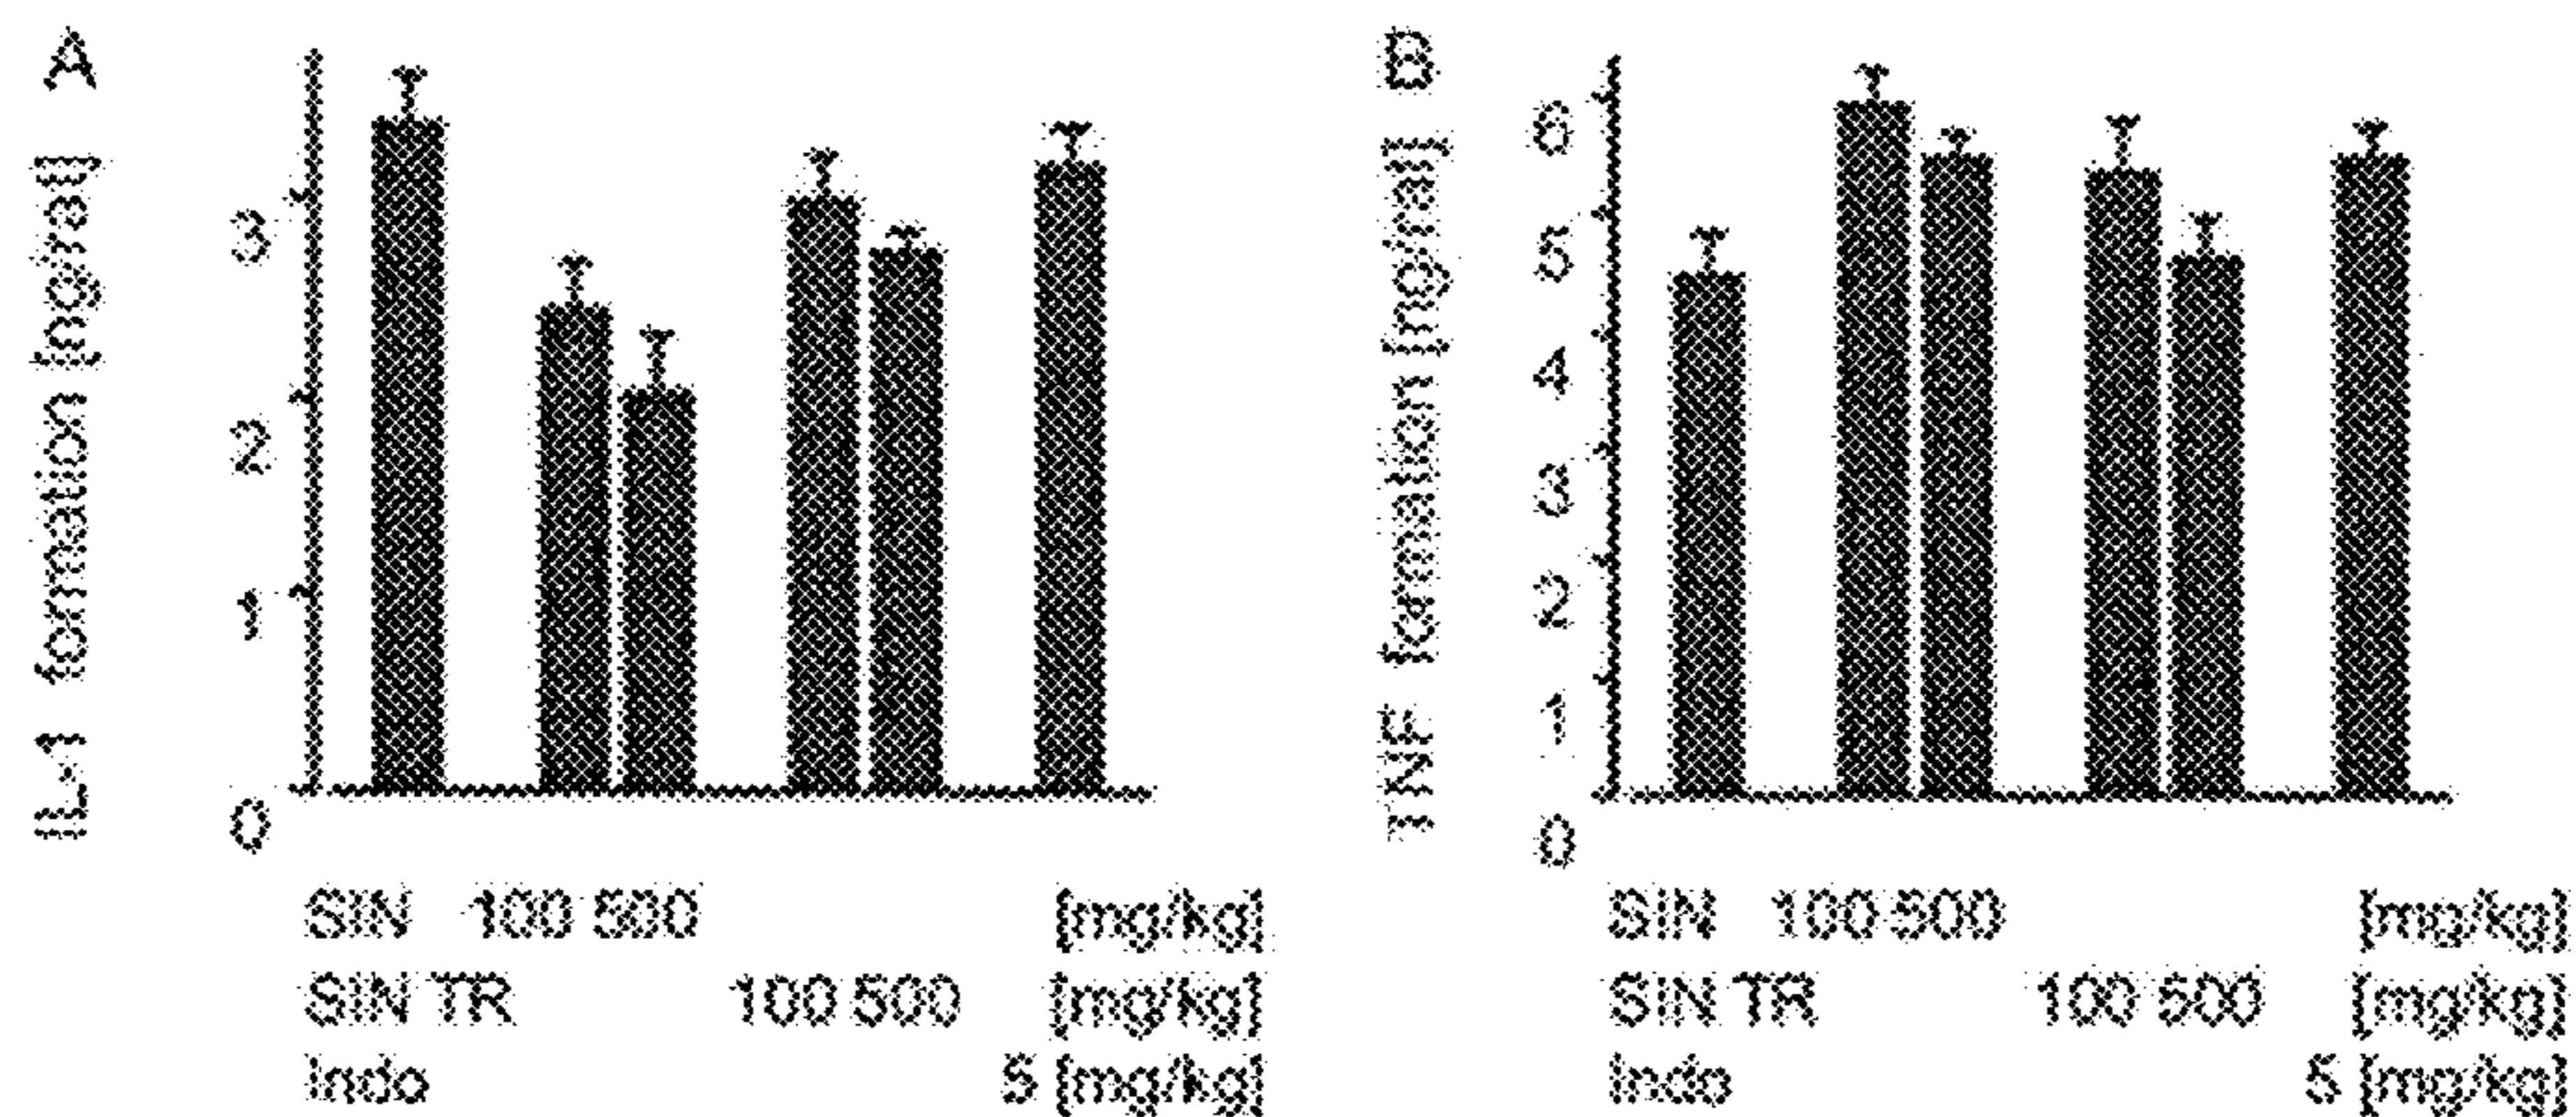 A
IL-1 formation [ng/rat]
3
2
1
0
SIN 100 500 [mg/kg]
SIN TR 100 500 [mg/kg]
Indo 5 [mg/kg]
B
TNF formation [ng/rat]
6
5
4
3
2
1
0
SIN 100 500 [mg/kg]
SIN TR 100 500 [mg/kg]
Indo 5 [mg/kg]